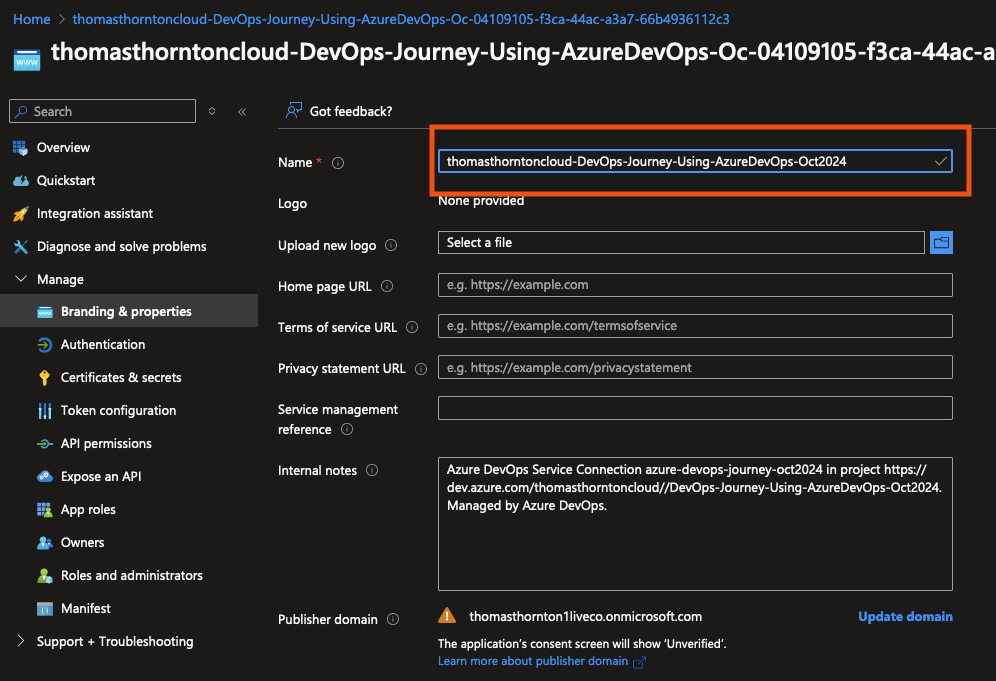 Home > thomasthorntoncloud-DevOps-Journey-Using-AzureDevOps-Oc-04109105-f3ca-44ac-a3a7-66b4936112c3
thomasthorntoncloud-DevOps-Journey-Using-AzureDevOps-Oc-04109105-f3ca-44ac-a
Search
Got feedback?
Overview
Quickstart
Integration assistant
Diagnose and solve problems
Manage
Branding & properties
Authentication
Certificates & secrets
Token configuration
API permissions
Expose an API
App roles
Owners
Roles and administrators
Manifest
Support + Troubleshooting
Name *
thomasthorntoncloud-DevOps-Journey-Using-AzureDevOps-Oct2024
Logo
None provided
Upload new logo
Select a file
Home page URL
e.g. https://example.com
Terms of service URL
e.g. https://example.com/termsofservice
Privacy statement URL
e.g. https://example.com/privacystatement
Service management
reference
Internal notes
Azure DevOps Service Connection azure-devops-journey-oct2024 in project https://
dev.azure.com/thomasthorntoncloud//DevOps-Journey-Using-AzureDevOps-Oct2024.
Managed by Azure DevOps.
Publisher domain
thomasthornton1liveco.onmicrosoft.com
Update domain
The application's consent screen will show 'Unverified'.
Learn more about publisher domain